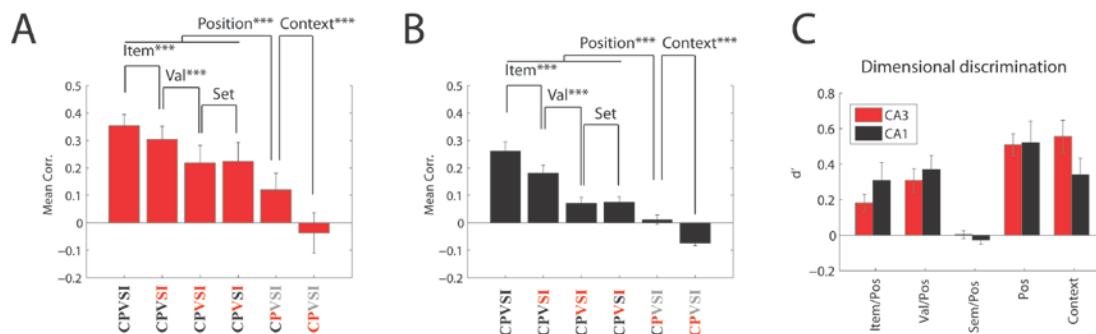 A
Position***
Context***
Item***
Val***
Set
Mean Corr.
0.5
0.4
0.3
0.2
0.1
0
−0.1
−0.2
CPVSI
CPVSI
CPVSI
CPVSI
CPVSI
CPVSI
B
Position***
Context***
Item***
Val***
Set
Mean Corr.
0.5
0.4
0.3
0.2
0.1
0
−0.1
−0.2
CPVSI
CPVSI
CPVSI
CPVSI
CPVSI
CPVSI
C
Dimensional discrimination
CA3
CA1
d'
0.8
0.6
0.4
0.2
0
−0.2
Item/Pos
Val/Pos
Sem/Pos
Pos
Context